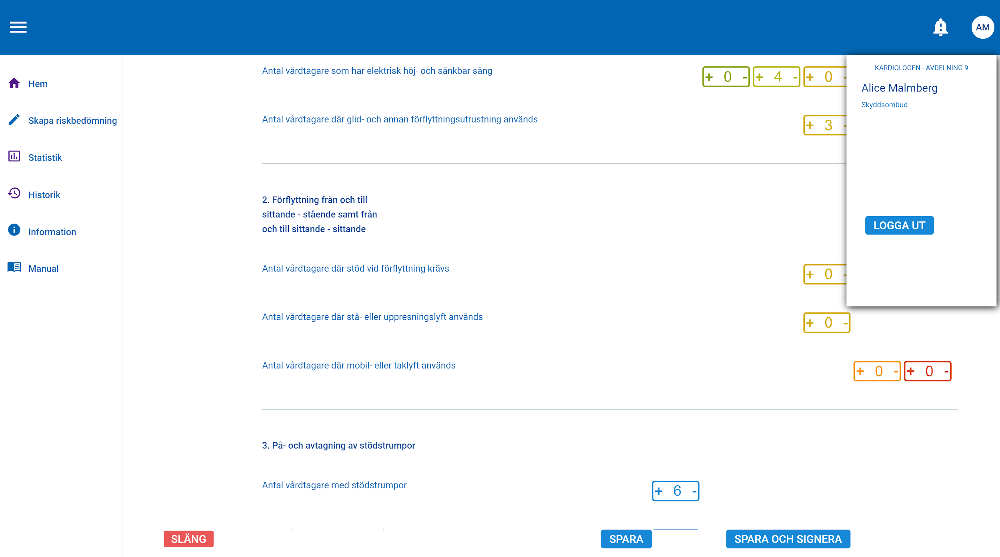 AM
Hem
Skapa riskbedömning
Statistik
Historik
Information
Manual
Antal vårdtagare som har elektrisk höj- och sänkbar säng
+ 0 - + 4 - + 0 -
Antal vårdtagare där glid- och annan förflyttningsutrustning används
+ 3 -
2. Förflyttning från och till
sittande - stående samt från
och till sittande - sittande
Antal vårdtagare där stöd vid förflyttning krävs
+ 0 -
Antal vårdtagare där stå- eller uppresningslyft används
+ 0 -
Antal vårdtagare där mobil- eller taklyft används
+ 0 - + 0 -
3. På- och avtagning av stödstrumpor
Antal vårdtagare med stödstrumpor
+ 6 -
SLÄNG
SPARA
SPARA OCH SIGNERA
KARDIOLOGEN - AVDELNING 9
Alice Malmberg
Skyddsombud
LOGGA UT